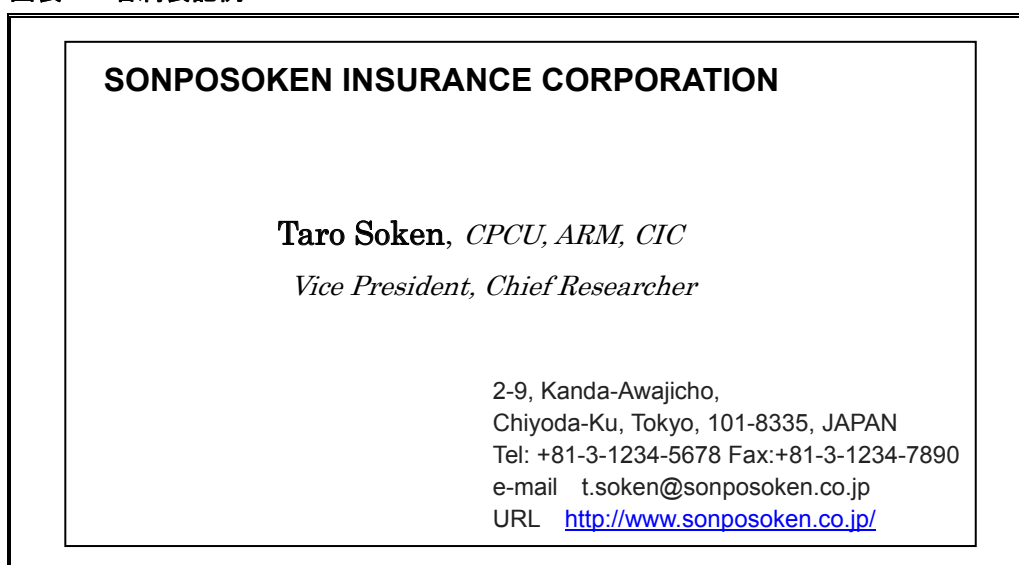 SONPOSOKEN INSURANCE CORPORATION
Taro Soken, CPCU, ARM, CIC
Vice President, Chief Researcher
2-9, Kanda-Awajicho,
Chiyoda-Ku, Tokyo, 101-8335, JAPAN
Tel: +81-3-1234-5678 Fax:+81-3-1234-7890
e-mail t.soken@sonposoken.co.jp
URL http://www.sonposoken.co.jp/